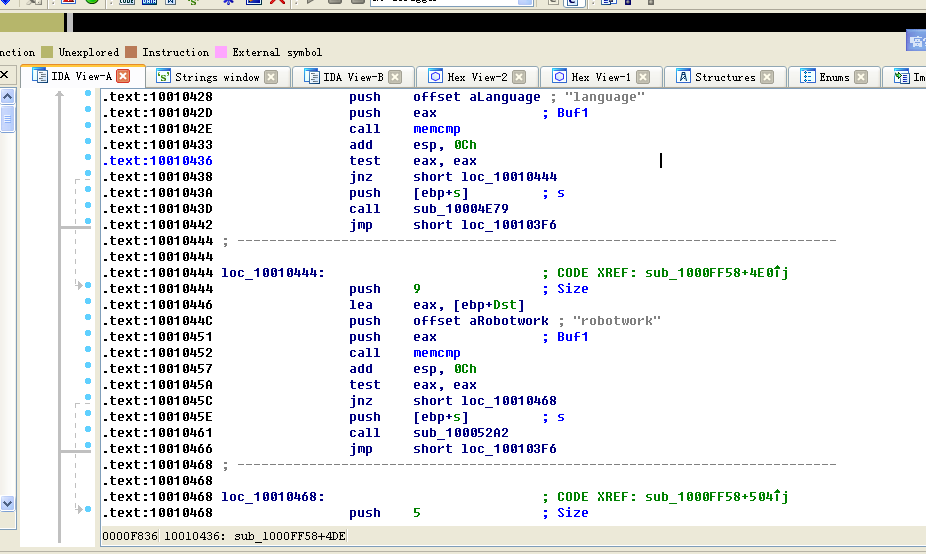 nction Unexplored Instruction External symbol
IDA View-A Strings window IDA View-B Hex View-2 Hex View-1 Structures Enums
.text:10010428 push offset aLanguage ; "language"
.text:1001042D push eax ; Buf1
.text:1001042E call memcmp
.text:10010433 add esp, 0Ch
.text:10010436 test eax, eax
.text:10010438 jnz short loc_10010444
.text:1001043A push [ebp+s] ; s
.text:1001043D call sub_10004E79
.text:10010442 jmp short loc_100103F6
.text:10010444 ; ---------------------------------------------------------------------------
.text:10010444
.text:10010444 loc_10010444: ; CODE XREF: sub_1000FF58+4E0↑j
.text:10010444 push 9 ; Size
.text:10010446 lea eax, [ebp+Dst]
.text:1001044C push offset aRobotwork ; "robotwork"
.text:10010451 push eax ; Buf1
.text:10010452 call memcmp
.text:10010457 add esp, 0Ch
.text:1001045A test eax, eax
.text:1001045C jnz short loc_10010468
.text:1001045E push [ebp+s] ; s
.text:10010461 call sub_100052A2
.text:10010466 jmp short loc_100103F6
.text:10010468 ; ---------------------------------------------------------------------------
.text:10010468
.text:10010468 loc_10010468: ; CODE XREF: sub_1000FF58+504↑j
.text:10010468 push 5 ; Size
0000F836 10010436: sub_1000FF58+4DE